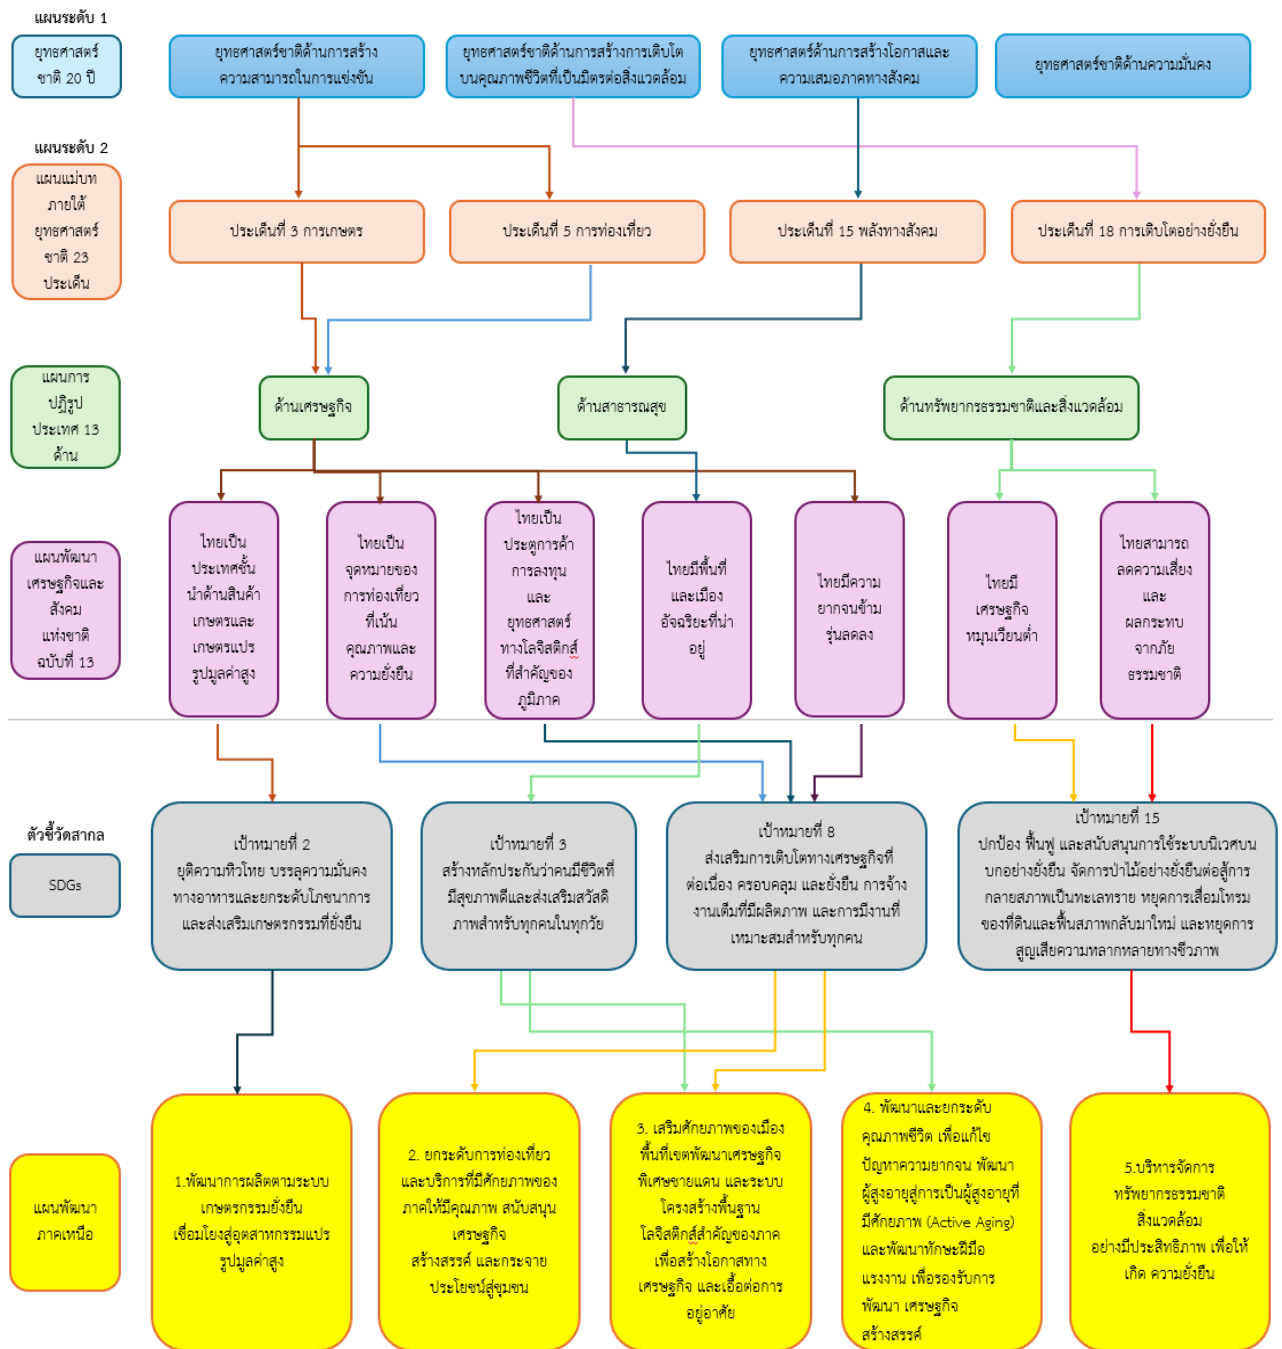 แผนระดับ 1
ยุทธศาสตร์
ชาติ 20 ปี
ยุทธศาสตร์ชาติด้านการสร้าง
ความสามารถในการแข่งขัน
ยุทธศาสตร์ชาติด้านการสร้างการเติบโต
บนคุณภาพชีวิตที่เป็นมิตรต่อสิ่งแวดล้อม
ยุทธศาสตร์ด้านการสร้างโอกาสและ
ความเสมอภาคทางสังคม
ยุทธศาสตร์ชาติด้านความมั่นคง
แผนระดับ 2
แผนแม่บท
ภายใต้
ยุทธศาสตร์
ชาติ 23
ประเด็น
ประเด็นที่ 3 การเกษตร
ประเด็นที่ 5 การท่องเที่ยว
ประเด็นที่ 15 พลังทางสังคม
ประเด็นที่ 18 การเติบโตอย่างยั่งยืน
แผนการ
ปฏิรูป
ประเทศ 13
ด้าน
ด้านเศรษฐกิจ
ด้านสาธารณสุข
ด้านทรัพยากรธรรมชาติและสิ่งแวดล้อม
แผนพัฒนา
เศรษฐกิจและ
สังคม
แห่งชาติ
ฉบับที่ 13
ไทยเป็น
ประเทศชั้น
นำด้านสินค้า
เกษตรและ
เกษตรแปร
รูปมูลค่าสูง
ไทยเป็น
จุดหมายของ
การท่องเที่ยว
ที่เน้น
คุณภาพและ
ความยั่งยืน
ไทยเป็น
ประตูการค้า
การลงทุน
และ
ยุทธศาสตร์
ทางโลจิสติกส์
ที่สำคัญของ
ภูมิภาค
ไทยมีพื้นที่
และเมือง
อัจฉริยะที่น่า
อยู่
ไทยมีความ
ยากจนข้าม
รุ่นลดลง
ไทยมี
เศรษฐกิจ
หมุนเวียนต่ำ
ไทยสามารถ
ลดความเสี่ยง
และ
ผลกระทบ
จากภัย
ธรรมชาติ
ตัวชี้วัดสากล
SDGs
เป้าหมายที่ 2
ยุติความหิวโหย บรรลุความมั่นคง
ทางอาหารและยกระดับโภชนาการ
และส่งเสริมเกษตรกรรมที่ยั่งยืน
เป้าหมายที่ 3
สร้างหลักประกันว่าคนมีชีวิตที่
มีสุขภาพดีและส่งเสริมสวัสดิ
ภาพสำหรับทุกคนในทุกวัย
เป้าหมายที่ 8
ส่งเสริมการเติบโตทางเศรษฐกิจที่
ต่อเนื่อง ครอบคลุม และยั่งยืน การจ้าง
งานเต็มที่มีผลิตภาพ และการมีงานที่
เหมาะสมสำหรับทุกคน
เป้าหมายที่ 15
ปกป้อง ฟื้นฟู และสนับสนุนการใช้ระบบนิเวศบน
บกอย่างยั่งยืน จัดการป่าไม้อย่างยั่งยืนต่อสู้การ
กลายสภาพเป็นทะเลทราย หยุดการเสื่อมโทรม
ของที่ดินและฟื้นสภาพกลับมาใหม่ และหยุดการ
สูญเสียความหลากหลายทางชีวภาพ
แผนพัฒนา
ภาคเหนือ
1.พัฒนาการผลิตตามระบบ
เกษตรกรรมยั่งยืน
เชื่อมโยงสู่อุตสาหกรรมแปร
รูปมูลค่าสูง
2. ยกระดับการท่องเที่ยว
และบริการที่มีศักยภาพของ
ภาคให้มีคุณภาพ สนับสนุน
เศรษฐกิจ
สร้างสรรค์ และกระจาย
ประโยชน์สู่ชุมชน
3. เสริมศักยภาพของเมือง
พื้นที่เขตพัฒนาเศรษฐกิจ
พิเศษชายแดน และระบบ
โครงสร้างพื้นฐาน
โลจิสติกส์สำคัญของภาค
เพื่อสร้างโอกาสทาง
เศรษฐกิจ และเอื้อต่อการ
อยู่อาศัย
4. พัฒนาและยกระดับ
คุณภาพชีวิต เพื่อแก้ไข
ปัญหาความยากจน พัฒนา
ผู้สูงอายุสู่การเป็นผู้สูงอายุที่
มีศักยภาพ (Active Aging)
และพัฒนาทักษะฝีมือ
แรงงาน เพื่อรองรับการ
พัฒนา เศรษฐกิจ
สร้างสรรค์
5.บริหารจัดการ
ทรัพยากรธรรมชาติ
สิ่งแวดล้อม
อย่างมีประสิทธิภาพ เพื่อให้
เกิด ความยั่งยืน